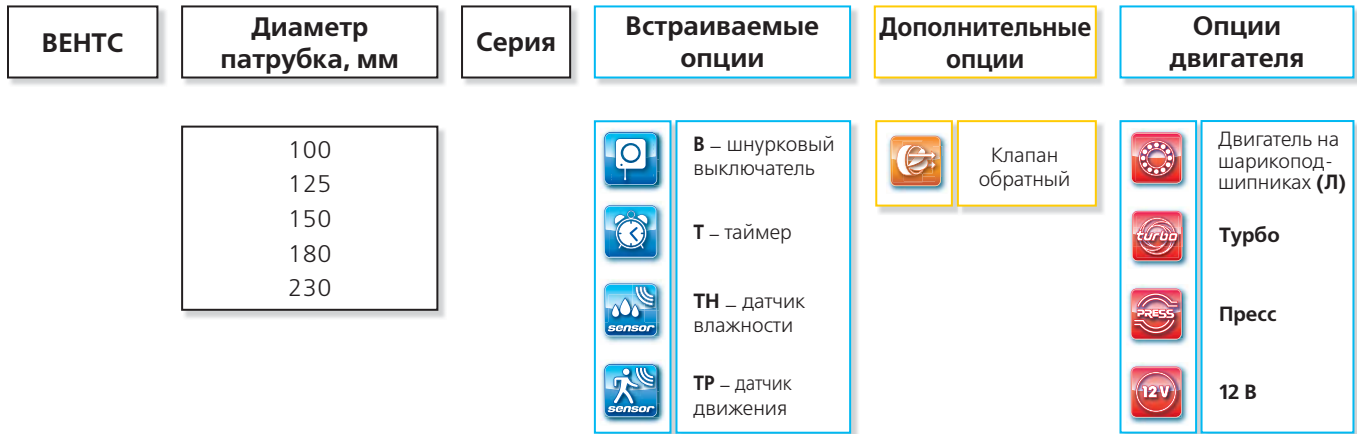 ВЕНТС
Диаметр
патрубка, мм
Серия
Встраиваемые
опции
Дополнительные
опции
Опции
двигателя
100
125
150
180
230
В – шнурковый
выключатель
Т – таймер
sensor
ТН – датчик
влажности
sensor
ТР – датчик
движения
Клапан
обратный
Двигатель на
шарикопод-
шипниках (Л)
turbo
Турбо
PRESS
Пресс
12 V
12 В